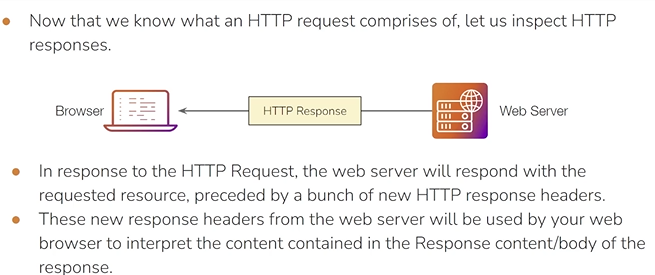 Now that we know what an HTTP request comprises of, let us inspect HTTP
responses.
Browser
HTTP Response
Web Server
In response to the HTTP Request, the web server will respond with the
requested resource, preceded by a bunch of new HTTP response headers.
These new response headers from the web server will be used by your web
browser to interpret the content contained in the Response content/body of the
response.